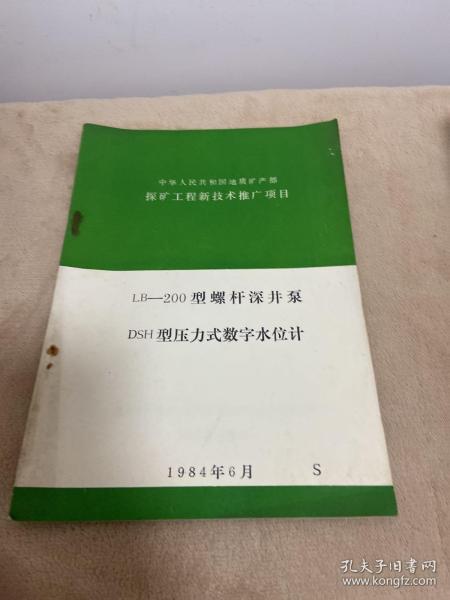 中华人民共和国地质矿产部
探矿工程新技术推广项目
LB—200型螺杆深井泵
DSH型压力式数字水位计
1984年6月 S
孔夫子旧书网
www.kongfz.com